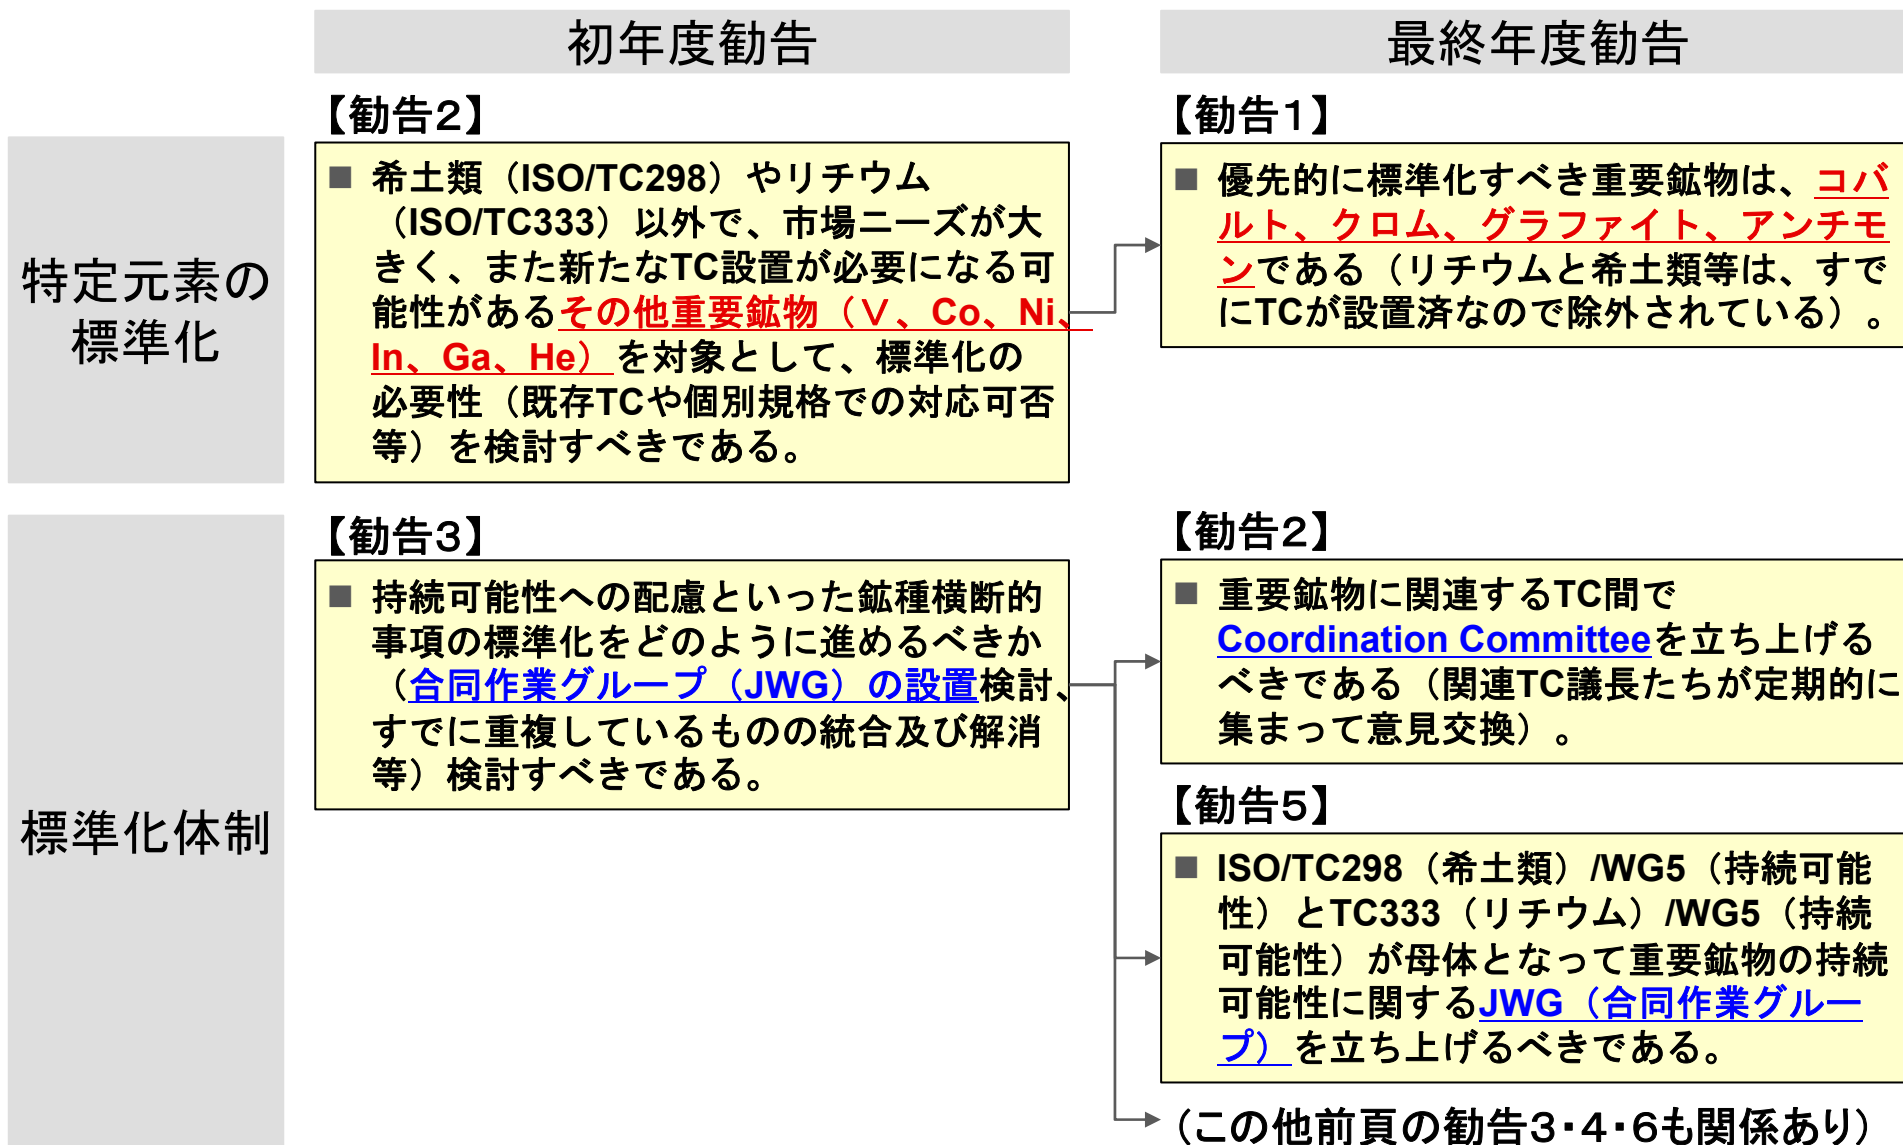 初年度勧告
最終年度勧告
特定元素の
標準化
【勧告2】
■ 希土類（ISO/TC298）やリチウム
（ISO/TC333）以外で、市場ニーズが大
きく、また新たなTC設置が必要になる可
能性があるその他重要鉱物（V、Co、Ni、
In、Ga、He）を対象として、標準化の
必要性（既存TCや個別規格での対応可否
等）を検討すべきである。
【勧告1】
■ 優先的に標準化すべき重要鉱物は、コバ
ルト、クロム、グラファイト、アンチモ
ンである（リチウムと希土類等は、すで
にTCが設置済なので除外されている）。
標準化体制
【勧告3】
■ 持続可能性への配慮といった鉱種横断的
事項の標準化をどのように進めるべきか
（合同作業グループ（JWG）の設置検討、
すでに重複しているものの統合及び解消
等）検討すべきである。
【勧告2】
■ 重要鉱物に関連するTC間で
Coordination Committeeを立ち上げる
べきである（関連TC議長たちが定期的に
集まって意見交換）。
【勧告5】
■ ISO/TC298（希土類）/WG5（持続可能
性）とTC333（リチウム）/WG5（持続
可能性）が母体となって重要鉱物の持続
可能性に関するJWG（合同作業グルー
プ）を立ち上げるべきである。
（この他前頁の勧告3・4・6も関係あり）